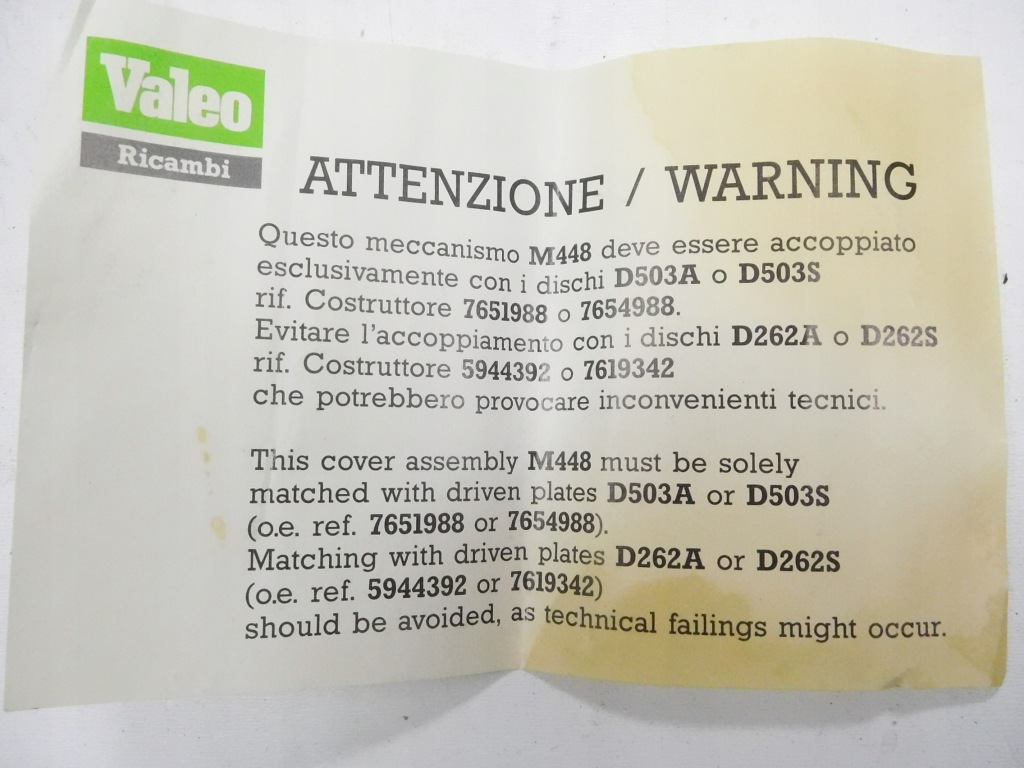 Valeo
Ricambi
ATTENZIONE / WARNING
Questo meccanismo M448 deve essere accoppiato
esclusivamente con i dischi D503A o D503S
rif. Costruttore 7651988 o 7654988.
Evitare l'accoppiamento con i dischi D262A o D262S
rif. Costruttore 5944392 o 7619342
che potrebbero provocare inconvenienti tecnici.
This cover assembly M448 must be solely
matched with driven plates D503A or D503S
(o.e. ref. 7651988 or 7654988).
Matching with driven plates D262A or D262S
(o.e. ref. 5944392 or 7619342)
should be avoided, as technical failings might occur.